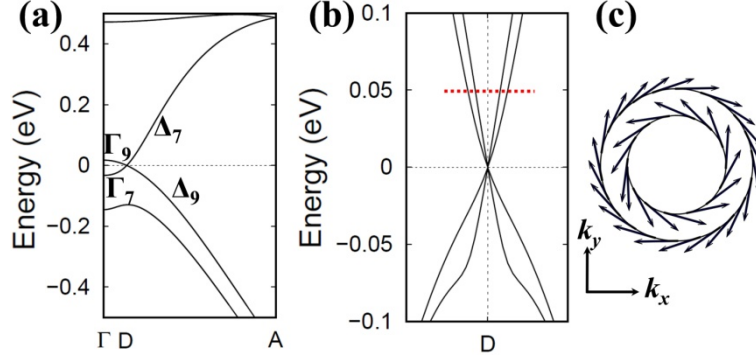 (a)
Energy (eV)
0.4
0.2
0
−0.2
−0.4
Γ9
Γ7
Δ7
Δ9
Γ D A
(b)
Energy (eV)
0.1
0.05
0
−0.05
−0.1
D
(c)
ky
kx